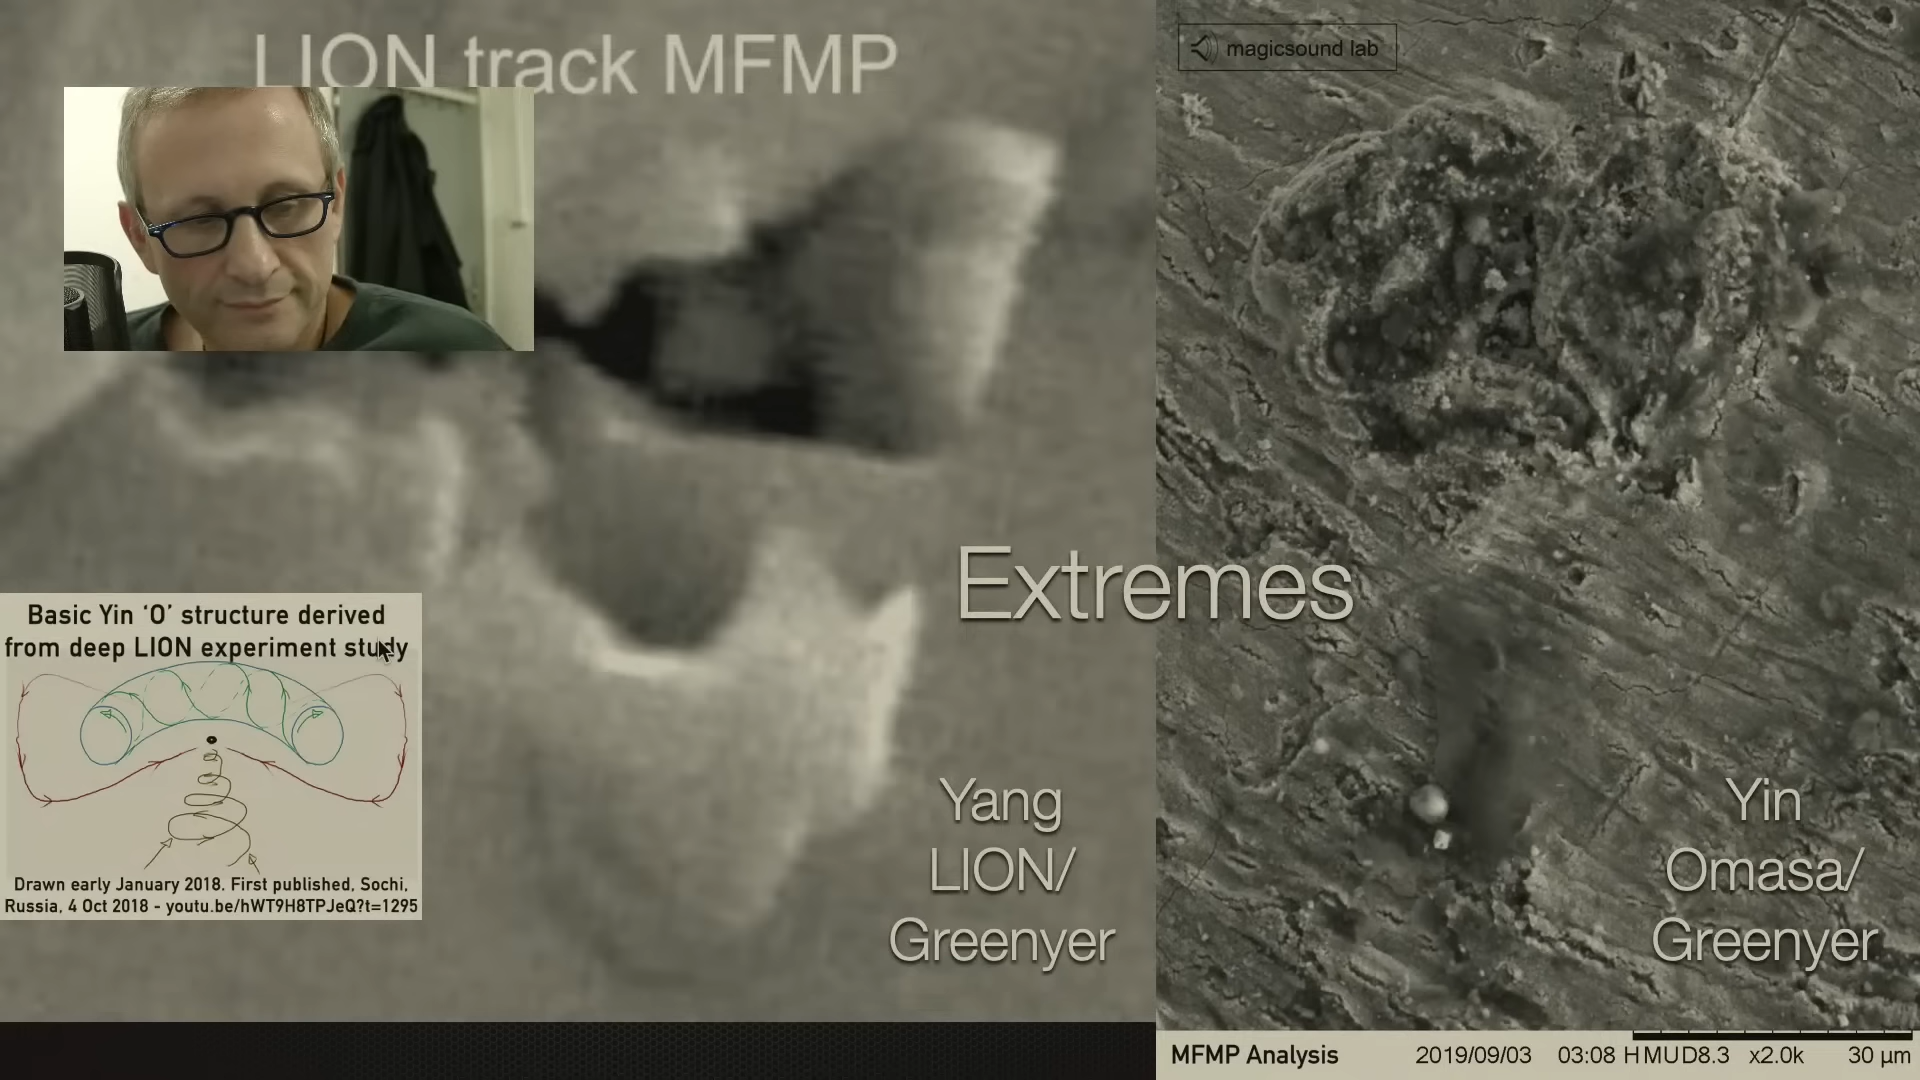 LION track MFMP
magicsound lab
Extremes
Basic Yin ‘O’ structure derived
from deep LION experiment study
Drawn early January 2018. First published, Sochi,
Russia, 4 Oct 2018 - youtu.be/hWT9H8TPJeQ?t=1295
Yang
LION/
Greenyer
Yin
Omasa/
Greenyer
MFMP Analysis 2019/09/03 03:08 H MUD8.3 x2.0k 30 µm